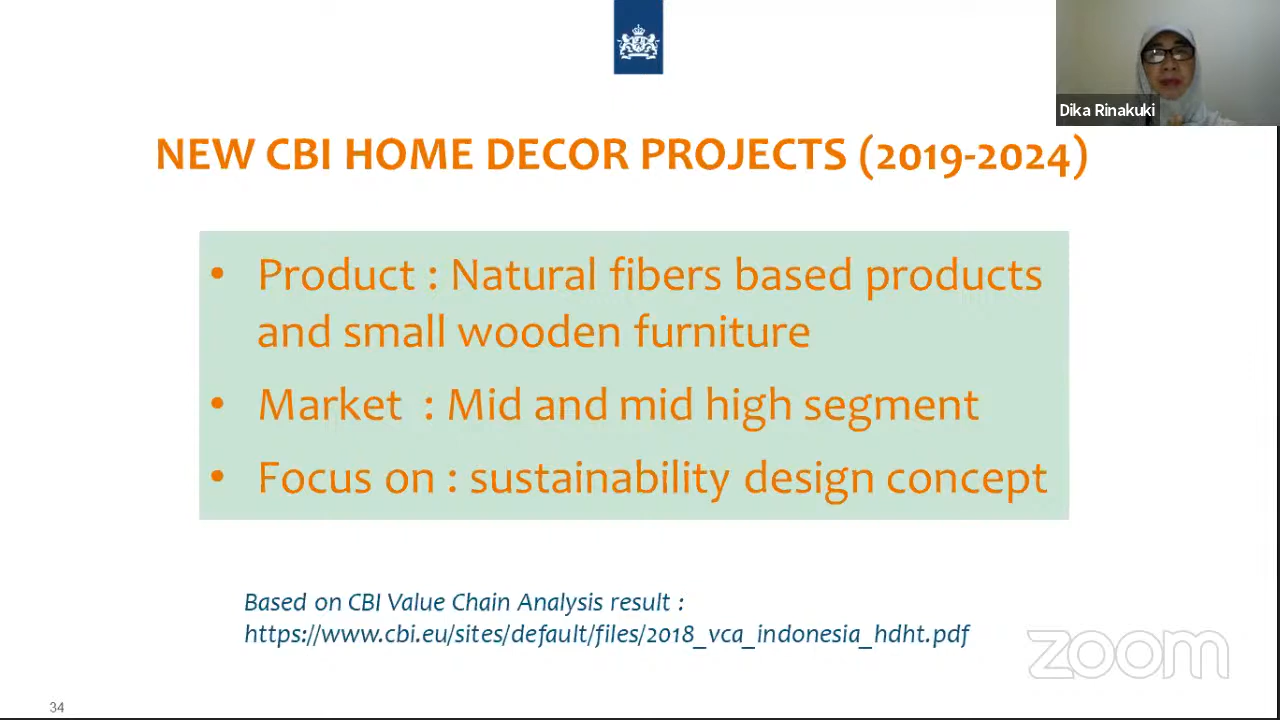 Dika Rinakuki
NEW CBI HOME DECOR PROJECTS (2019-2024)
• Product : Natural fibers based products
and small wooden furniture
• Market : Mid and mid high segment
• Focus on : sustainability design concept
Based on CBI Value Chain Analysis result :
https://www.cbi.eu/sites/default/files/2018_vca_indonesia_hdht.pdf
zoom
34